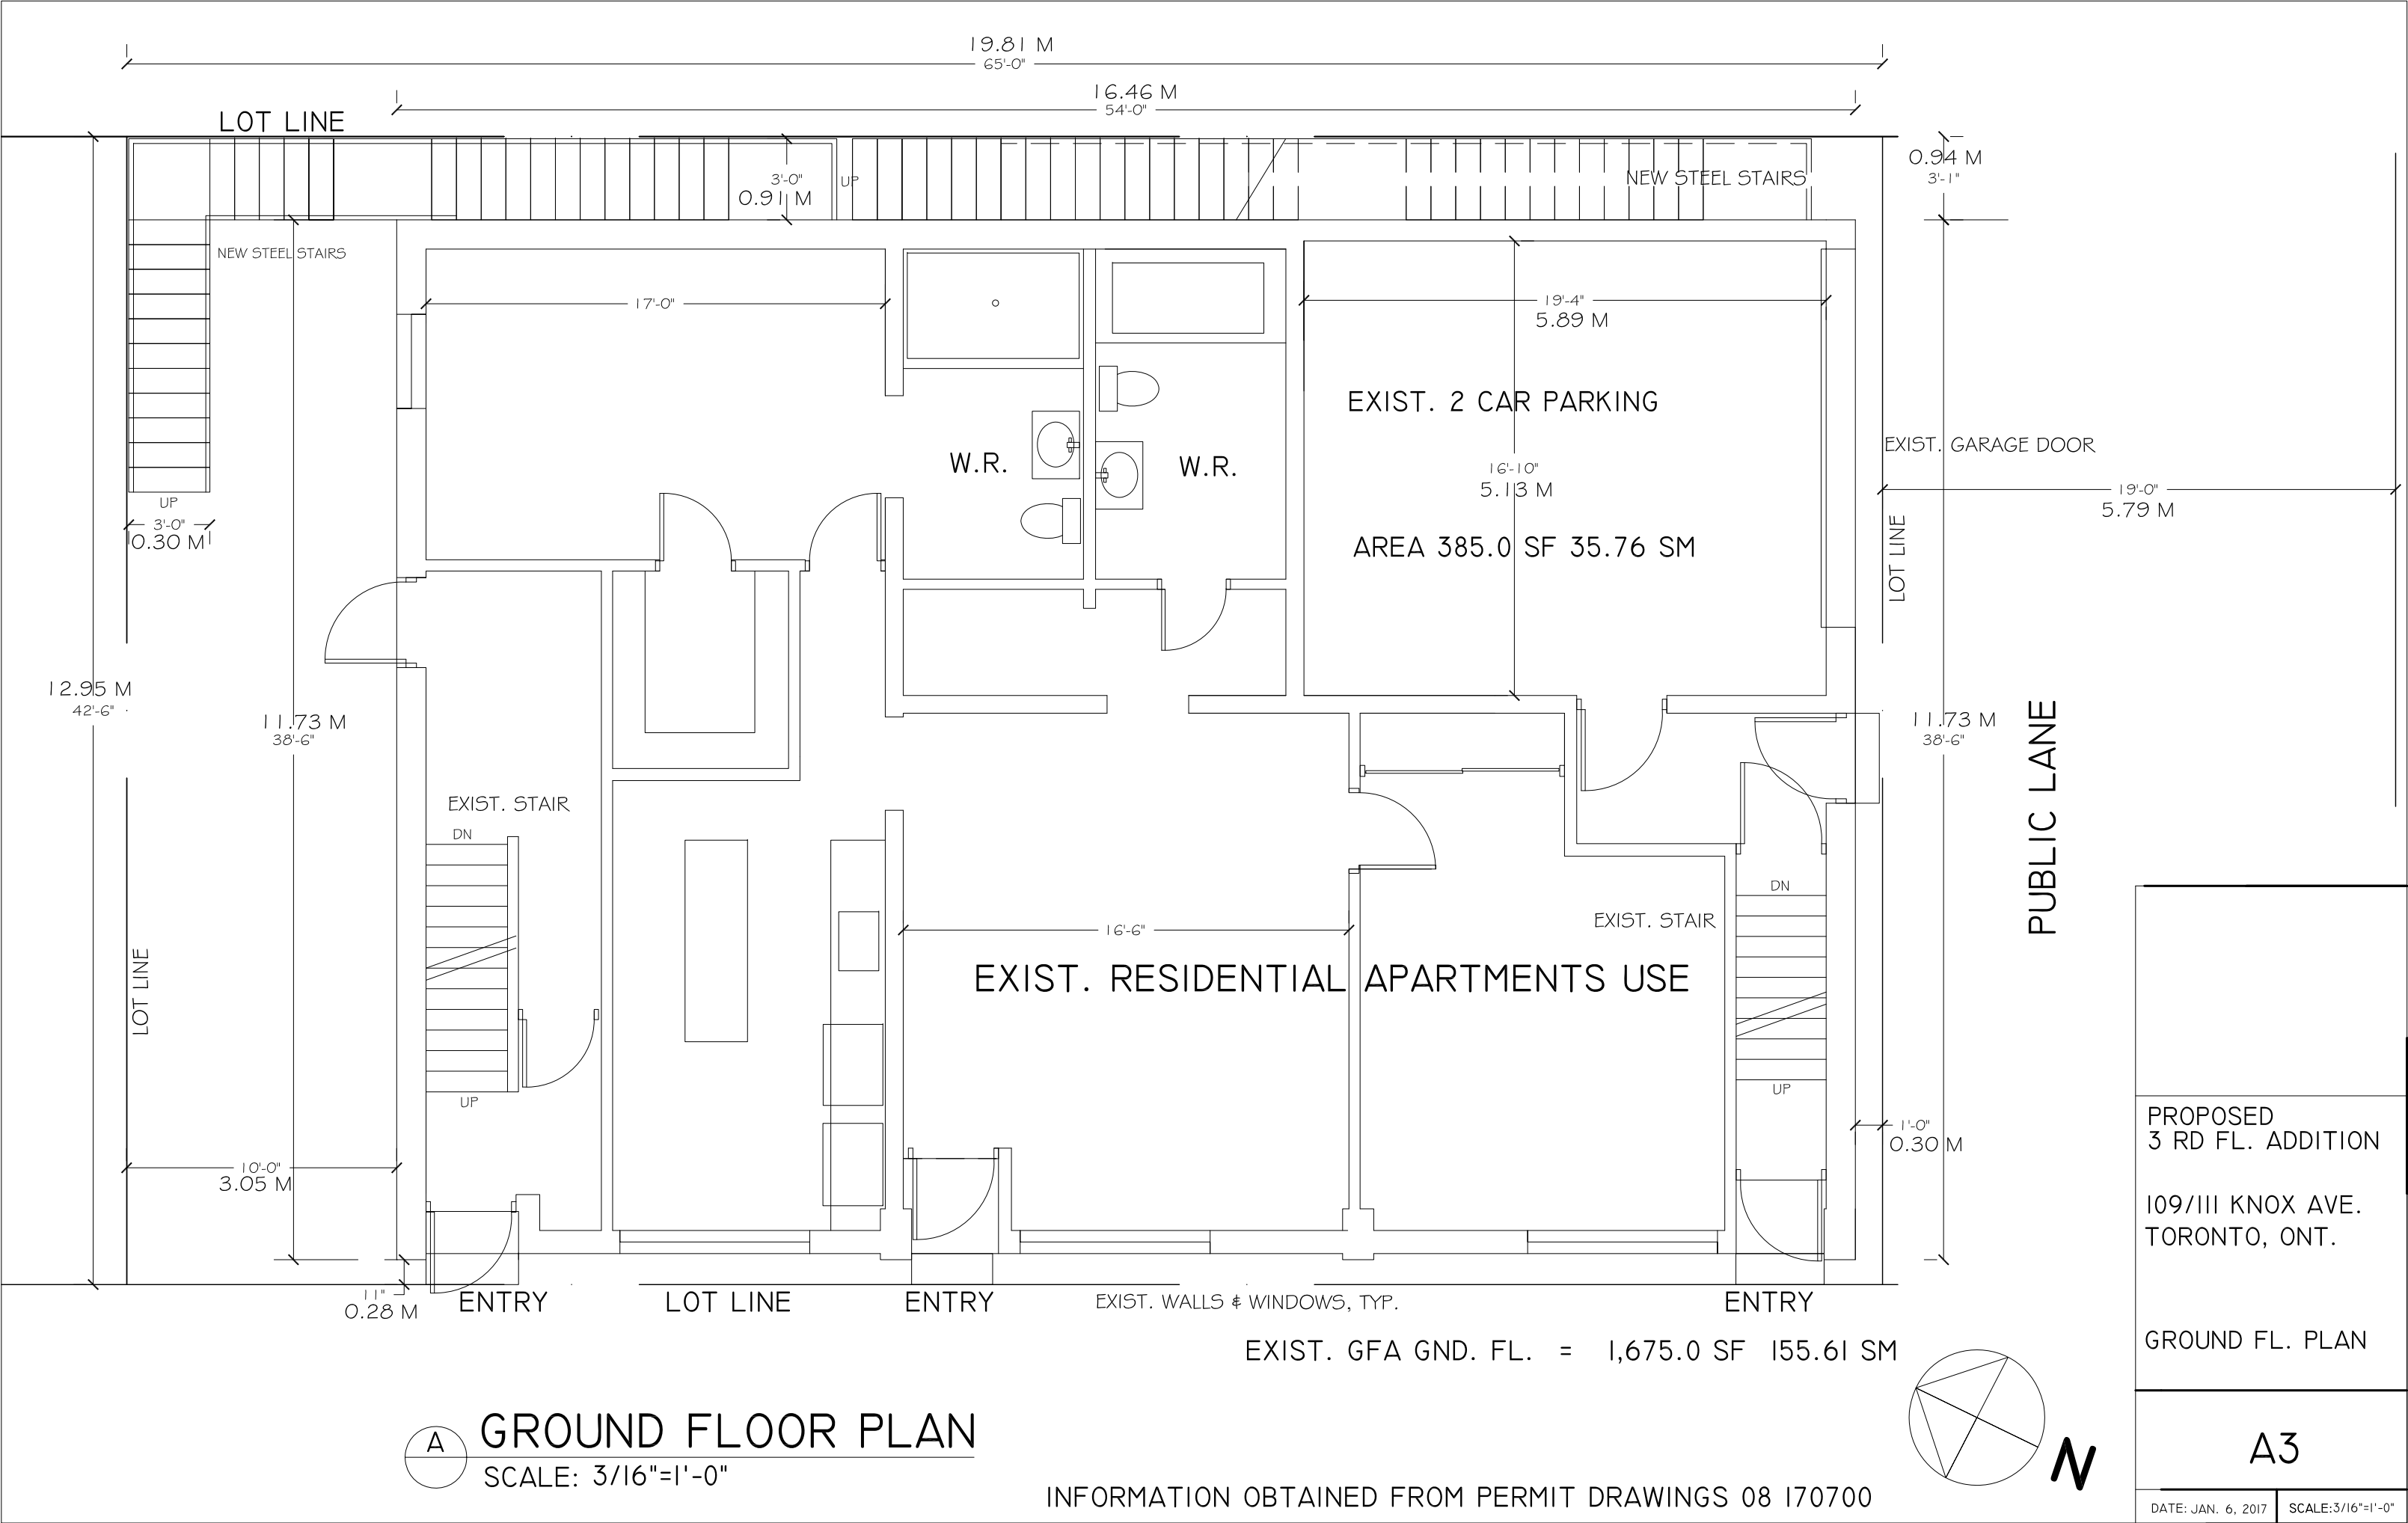 19.81 M
65'-0"
16.46 M
54'-0"
LOT LINE
0.94 M
3'-1"
3'-0"
0.91 M
UP
NEW STEEL STAIRS
NEW STEEL STAIRS
17'-0"
19'-4"
5.89 M
EXIST. 2 CAR PARKING
EXIST. GARAGE DOOR
W.R.
W.R.
16'-10"
5.13 M
19'-0"
5.79 M
UP
3'-0"
0.30 M
AREA 385.0 SF 35.76 SM
LOT LINE
12.95 M
42'-6"
11.73 M
38'-6"
11.73 M
38'-6"
PUBLIC LANE
EXIST. STAIR
DN
DN
EXIST. STAIR
16'-6"
EXIST. RESIDENTIAL APARTMENTS USE
LOT LINE
UP
UP
1'-0"
0.30 M
10'-0"
3.05 M
11"
0.28 M
ENTRY
LOT LINE
ENTRY
EXIST. WALLS & WINDOWS, TYP.
ENTRY
EXIST. GFA GND. FL. = 1,675.0 SF 155.61 SM
A
GROUND FLOOR PLAN
SCALE: 3/16"=1'-0"
N
INFORMATION OBTAINED FROM PERMIT DRAWINGS 08 170700
PROPOSED
3 RD FL. ADDITION
109/111 KNOX AVE.
TORONTO, ONT.
GROUND FL. PLAN
A3
DATE: JAN. 6, 2017
SCALE:3/16"=1'-0"